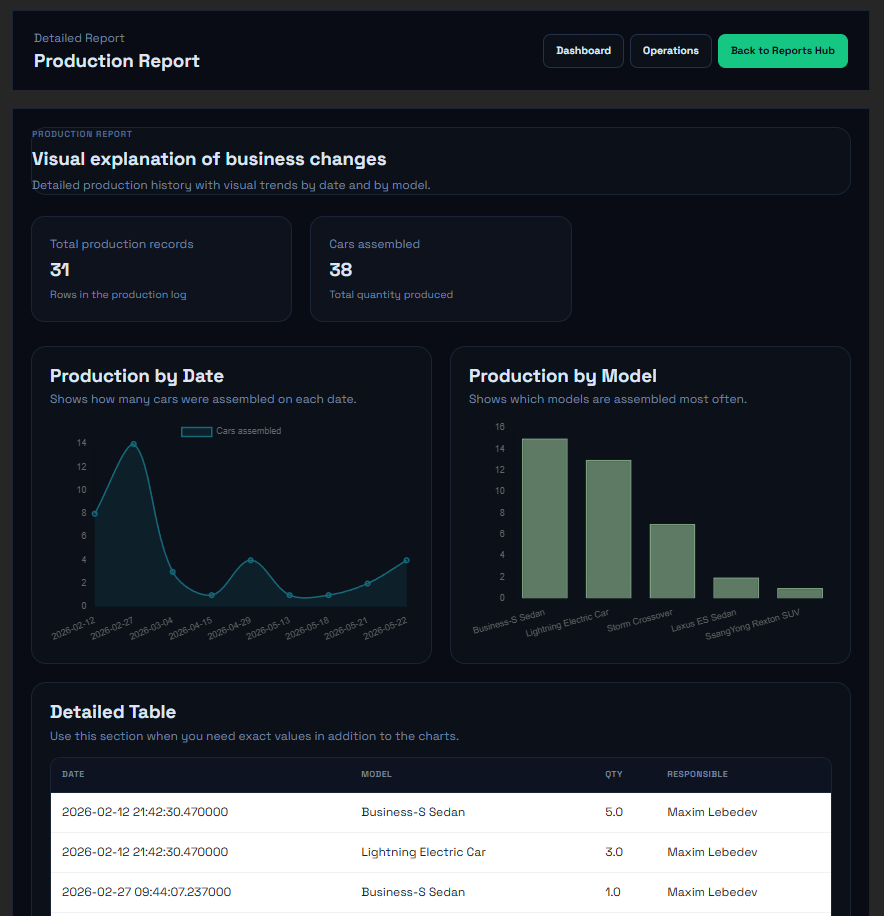 Detailed Report
Production Report
Dashboard
Operations
Back to Reports Hub
PRODUCTION REPORT
Visual explanation of business changes
Detailed production history with visual trends by date and by model.
Total production records
31
Rows in the production log
Cars assembled
38
Total quantity produced
Production by Date
Shows how many cars were assembled on each date.
Cars assembled
14
12
10
8
6
4
2
0
2026-02-12
2026-02-27
2026-03-04
2026-04-15
2026-04-29
2026-05-13
2026-05-18
2026-05-21
2026-05-22
Production by Model
Shows which models are assembled most often.
16
14
12
10
8
6
4
2
0
Business-S Sedan
Lightning Electric Car
Storm Crossover
Lexus ES Sedan
SsangYong Rexton SUV
Detailed Table
Use this section when you need exact values in addition to the charts.
DATE MODEL QTY RESPONSIBLE
2026-02-12 21:42:30.470000 Business-S Sedan 5.0 Maxim Lebedev
2026-02-12 21:42:30.470000 Lightning Electric Car 3.0 Maxim Lebedev
2026-02-27 09:44:07.237000 Business-S Sedan 1.0 Maxim Lebedev